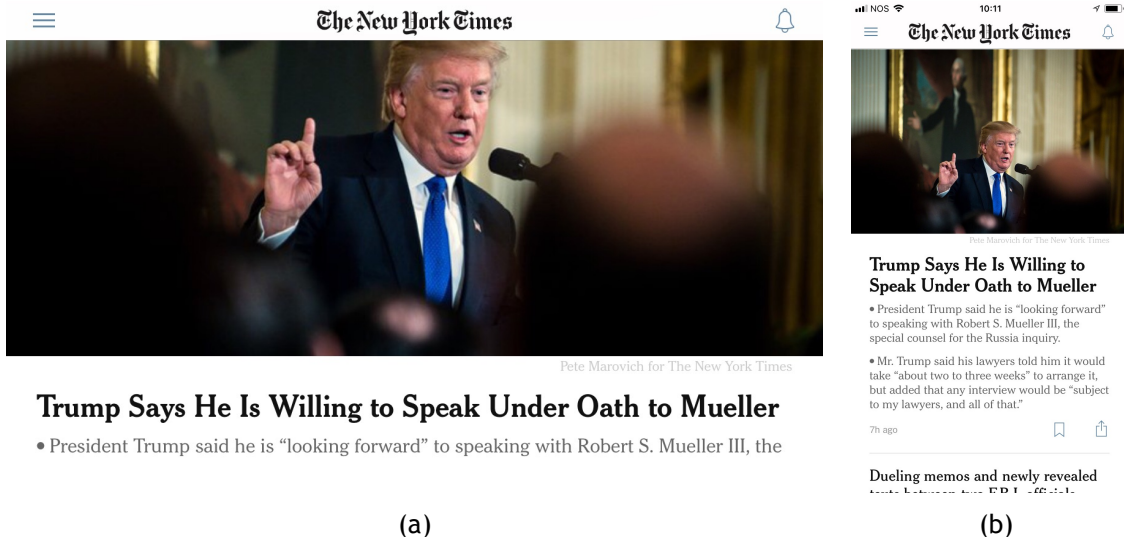 The New York Times
Pete Marovich for The New York Times
Trump Says He Is Willing to Speak Under Oath to Mueller
• President Trump said he is “looking forward” to speaking with Robert S. Mueller III, the
(a)
NOS
10:11
The New York Times
Pete Marovich for The New York Times
Trump Says He Is Willing to
Speak Under Oath to Mueller
• President Trump said he is “looking forward”
to speaking with Robert S. Mueller III, the
special counsel for the Russia inquiry.
• Mr. Trump said his lawyers told him it would
take “about two to three weeks” to arrange it,
but added that any interview would be “subject
to my lawyers, and all of that.”
7h ago
Dueling memos and newly revealed
texts between two F.B.I. officials
(b)